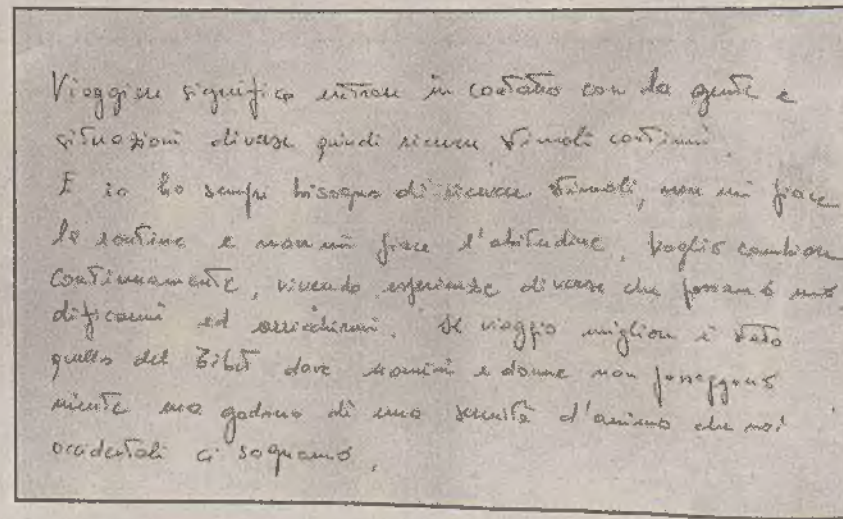 Viaggiare significa entrare in contatto con la gente e
situazioni diverse quindi ricevere stimoli continui.
E io ho sempre bisogno di ricevere stimoli, non mi piace
la routine e non mi piace l'abitudine, voglio cambiare
continuamente, vivendo esperienze diverse che possano mo
dificarmi ed arricchirmi. Il viaggio migliore è stato
quello del Tibet dove uomini e donne non posseggono
niente ma godono di una serenità d'animo che noi
occidentali ci sogniamo.